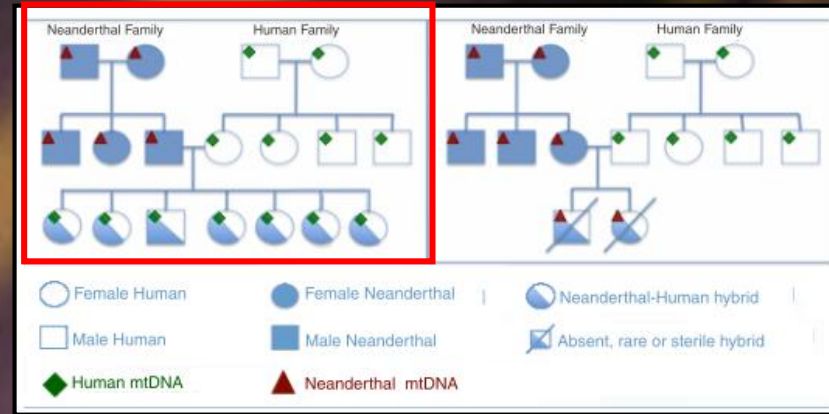 Neanderthal Family Human Family Neanderthal Family Human Family
Female Human Female Neanderthal Neanderthal-Human hybrid
Male Human Male Neanderthal Absent, rare or sterile hybrid
Human mtDNA Neanderthal mtDNA